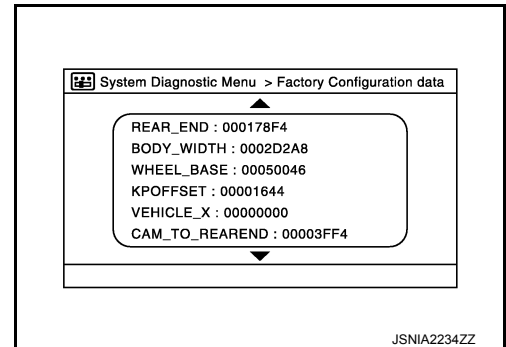 System Diagnostic Menu > Factory Configuration data
REAR_END : 000178F4
BODY_WIDTH : 0002D2A8
WHEEL_BASE : 00050046
KPOFFSET : 00001644
VEHICLE_X : 00000000
CAM_TO_REAREND : 00003FF4
JSNIA2234ZZ